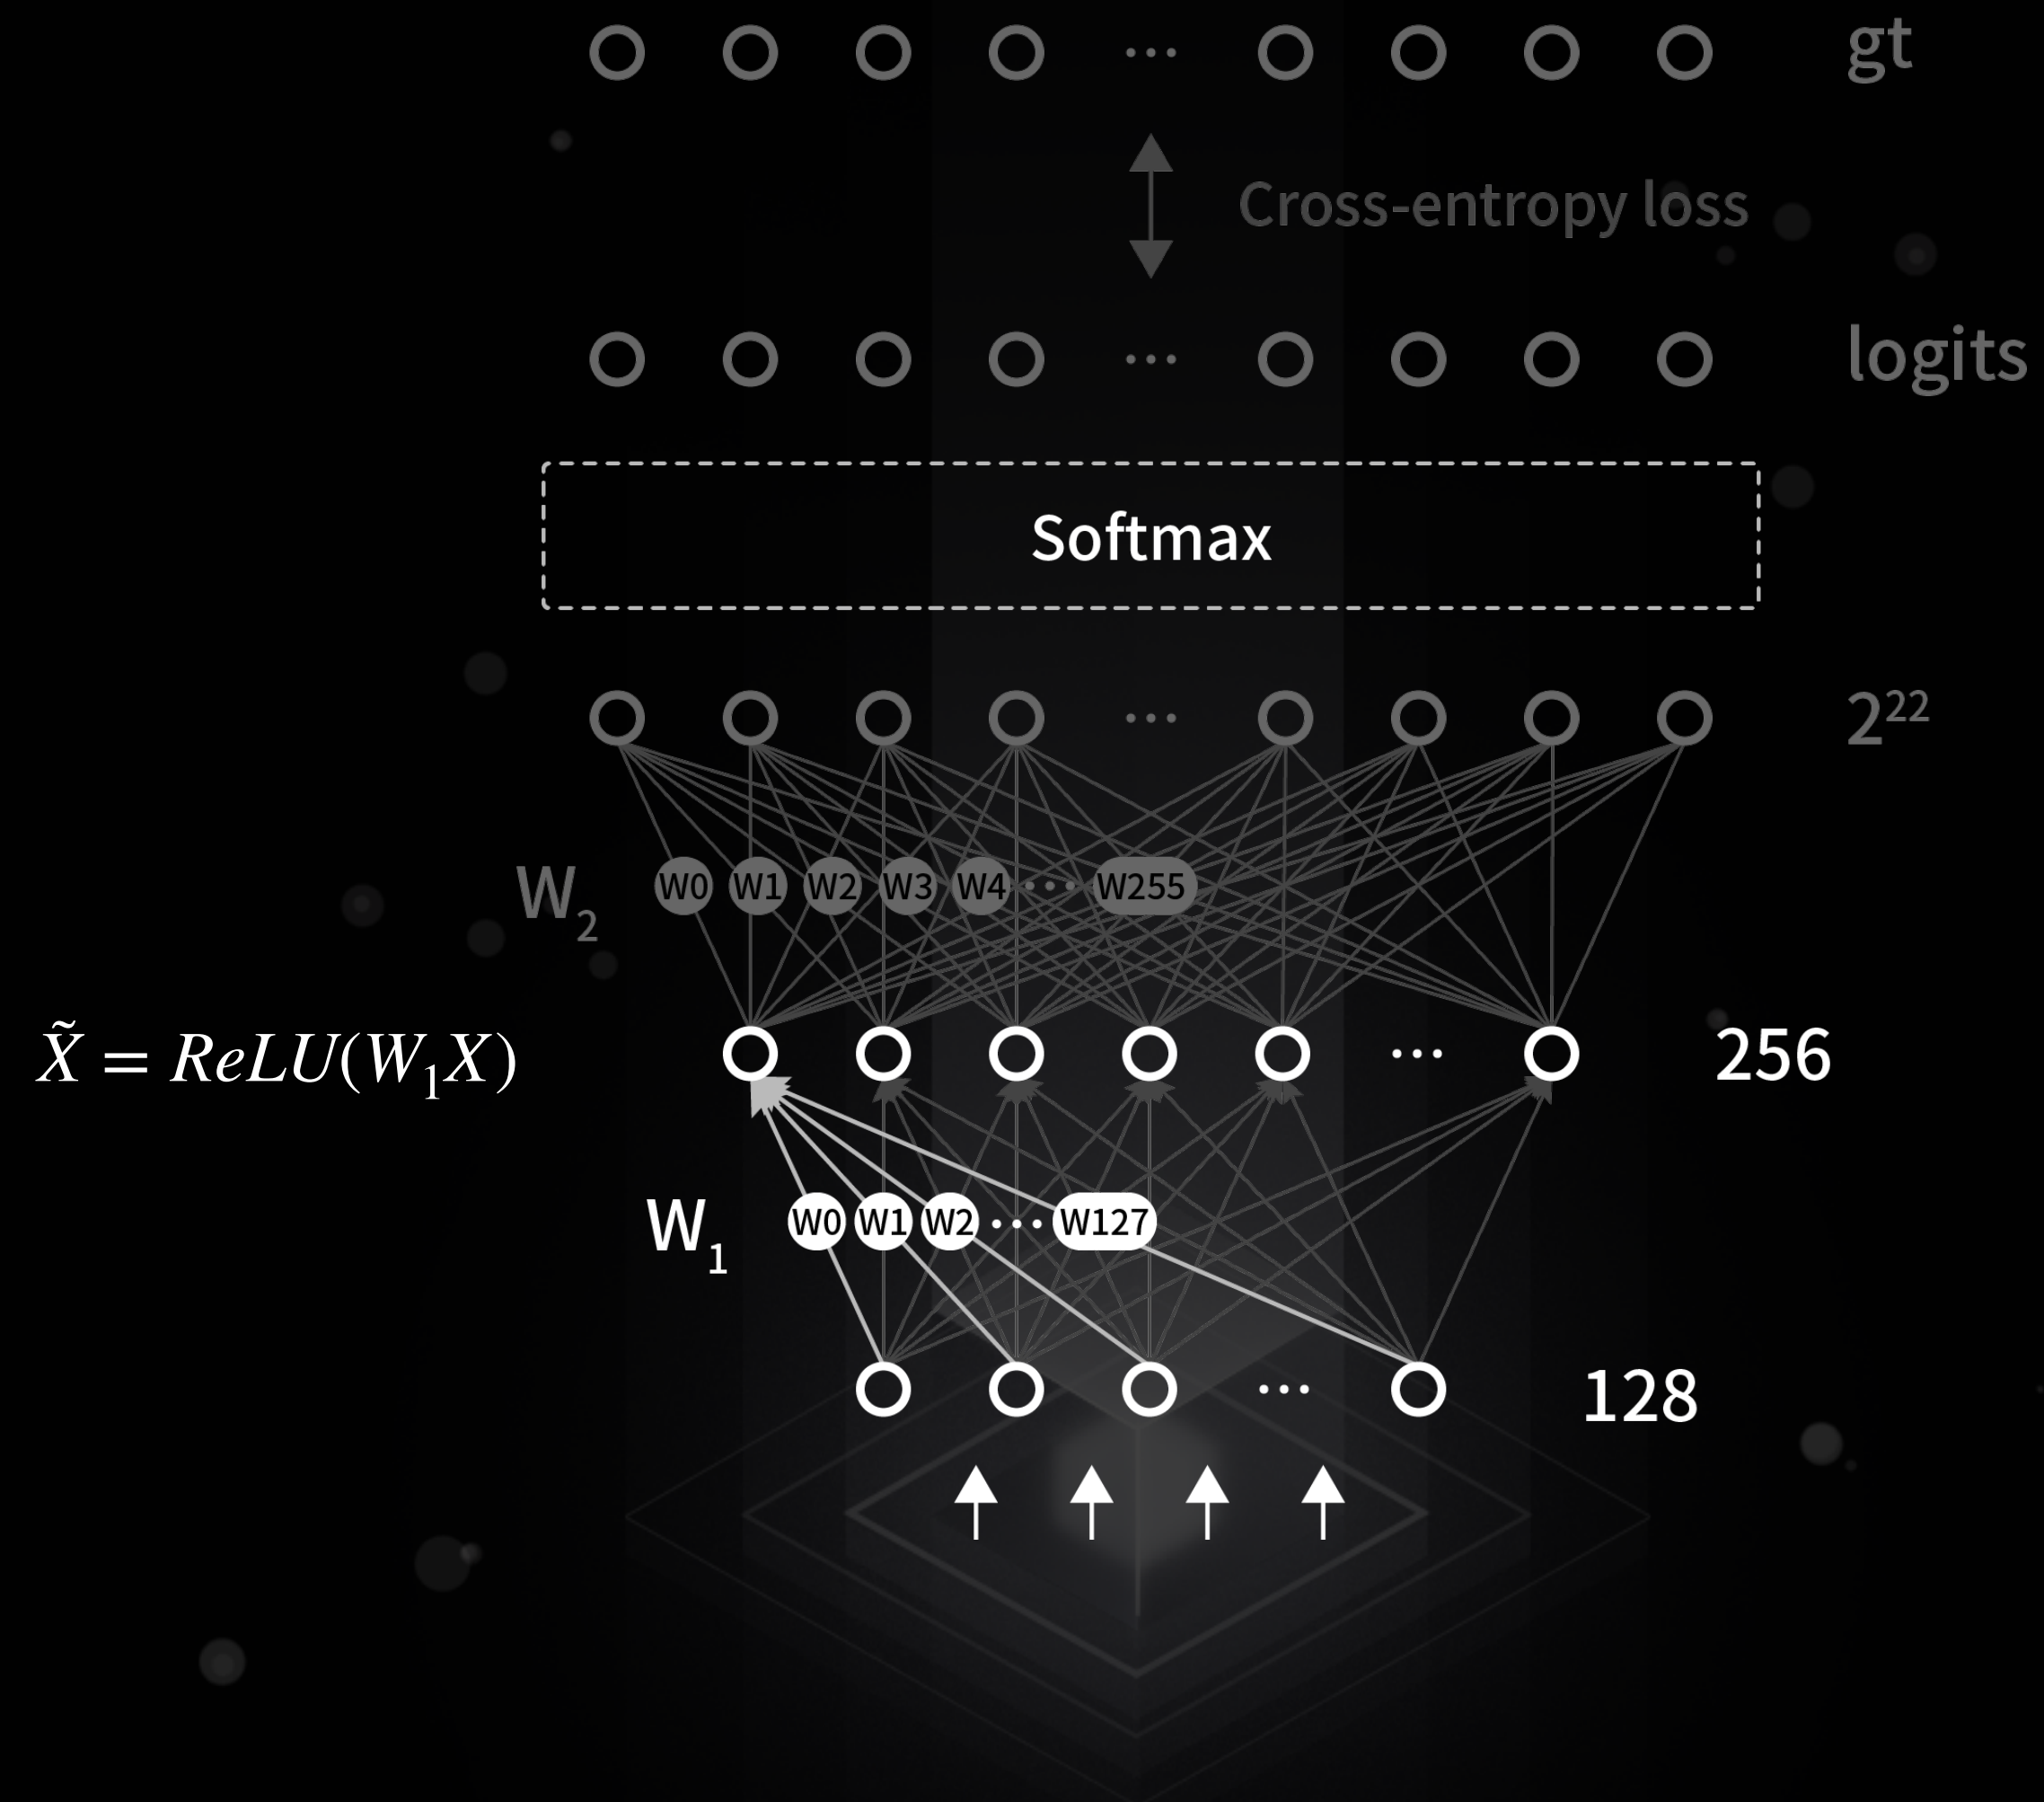 gt
Cross-entropy loss
logits
Softmax
2²²
W₂ W0 W1 W2 W3 W4 ... W255
X̃ = ReLU(W₁X) ... 256
W₁ W0 W1 W2 ... W127
... 128